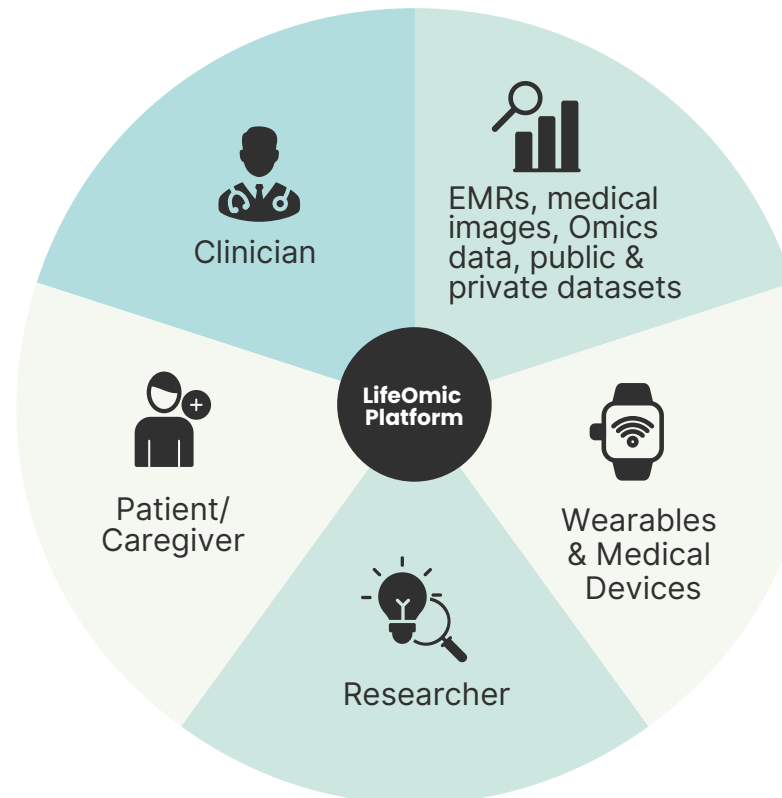 Clinician
EMRs, medical
images, Omics
data, public &
private datasets
LifeOmic
Platform
Patient/
Caregiver
Wearables
& Medical
Devices
Researcher